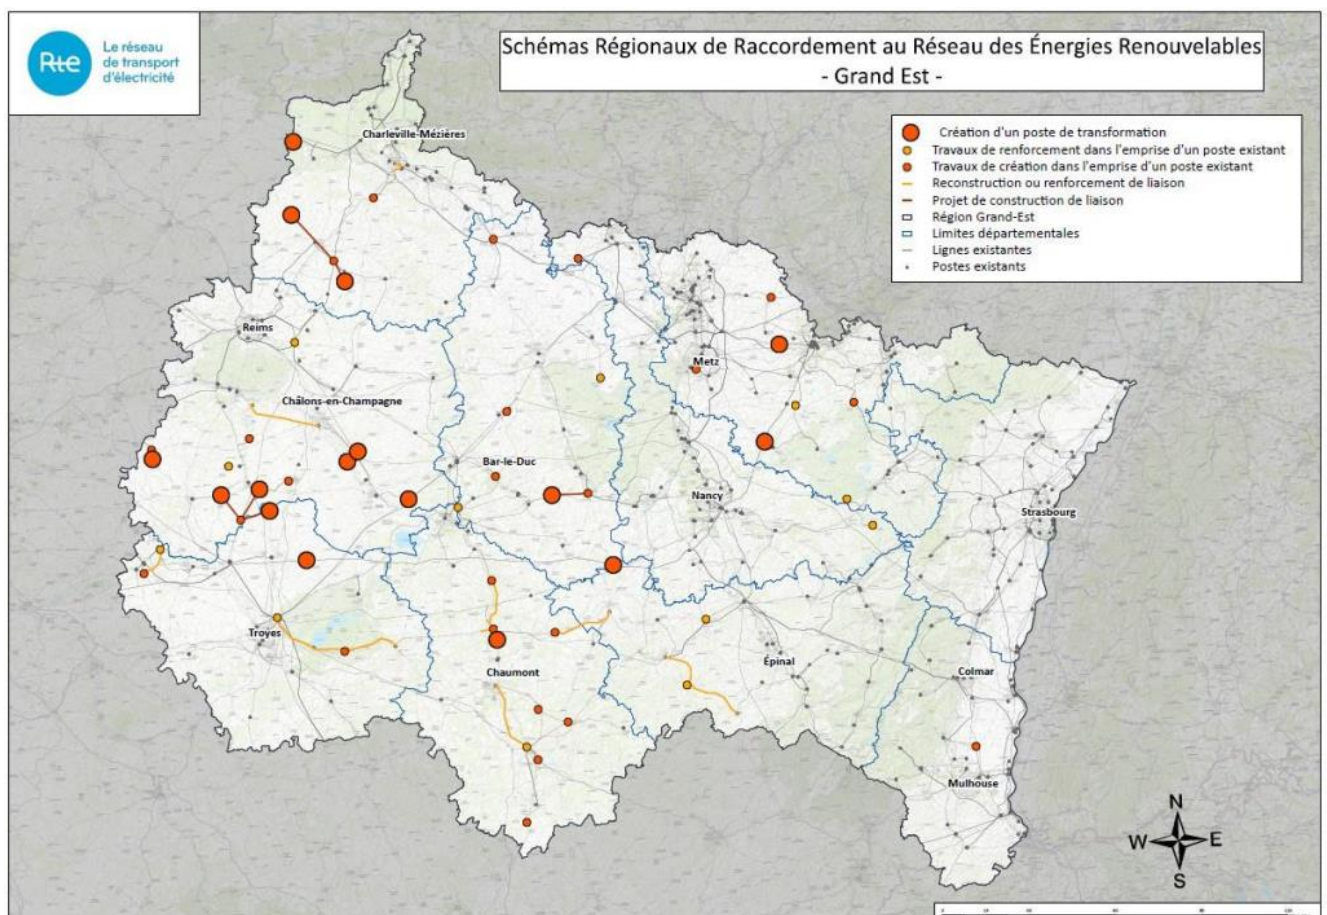 Rte
Le réseau
de transport
d'électricité
Schémas Régionaux de Raccordement au Réseau des Énergies Renouvelables
- Grand Est -
Création d'un poste de transformation
Travaux de renforcement dans l'emprise d'un poste existant
Travaux de création dans l'emprise d'un poste existant
Reconstruction ou renforcement de liaison
Projet de construction de liaison
Région Grand-Est
Limites départementales
Lignes existantes
Postes existants
Charleville-Mézières
Reims
Metz
Châlons-en-Champagne
Bar-le-Duc
Nancy
Strasbourg
Troyes
Épinal
Chaumont
Colmar
Mulhouse
N
W E
S